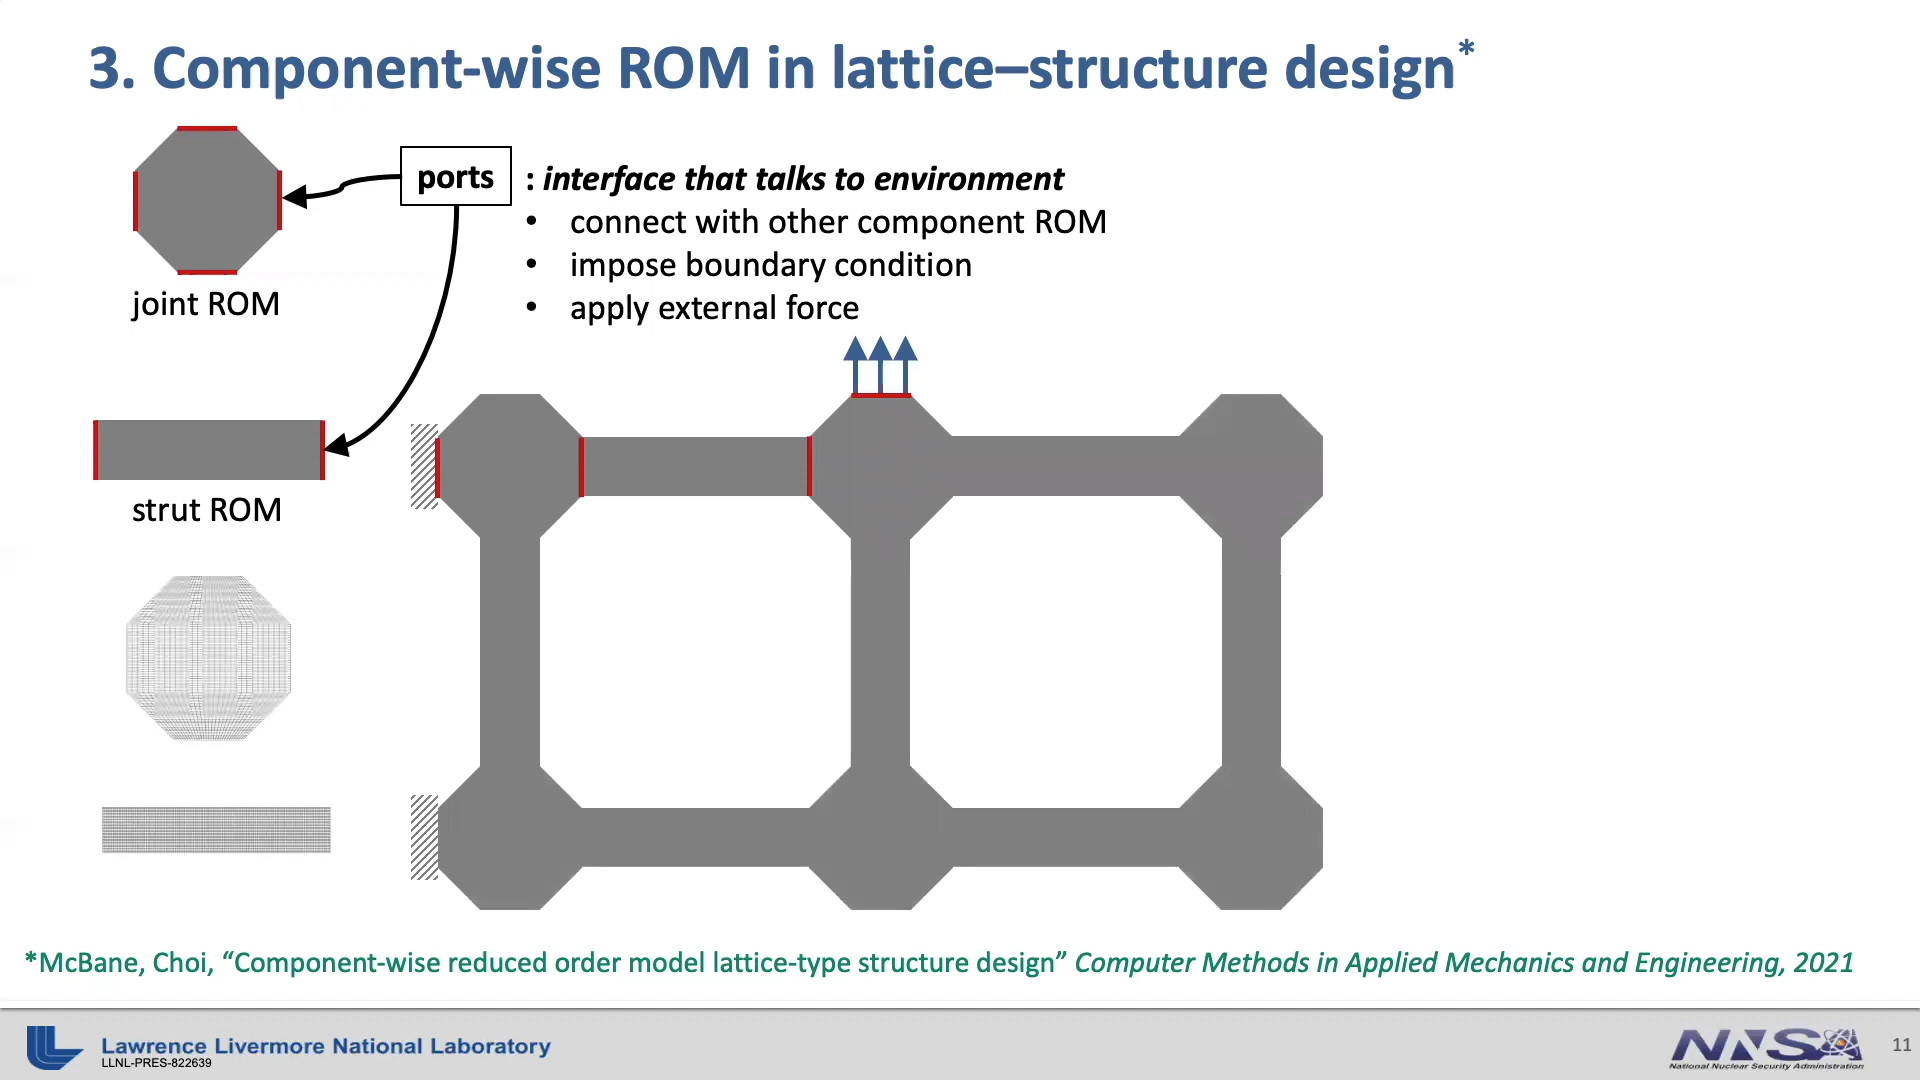 3. Component-wise ROM in lattice–structure design*
ports
: interface that talks to environment
• connect with other component ROM
• impose boundary condition
• apply external force
joint ROM
strut ROM
*McBane, Choi, “Component-wise reduced order model lattice-type structure design” Computer Methods in Applied Mechanics and Engineering, 2021
Lawrence Livermore National Laboratory
LLNL-PRES-822639
NNSA
National Nuclear Security Administration
11